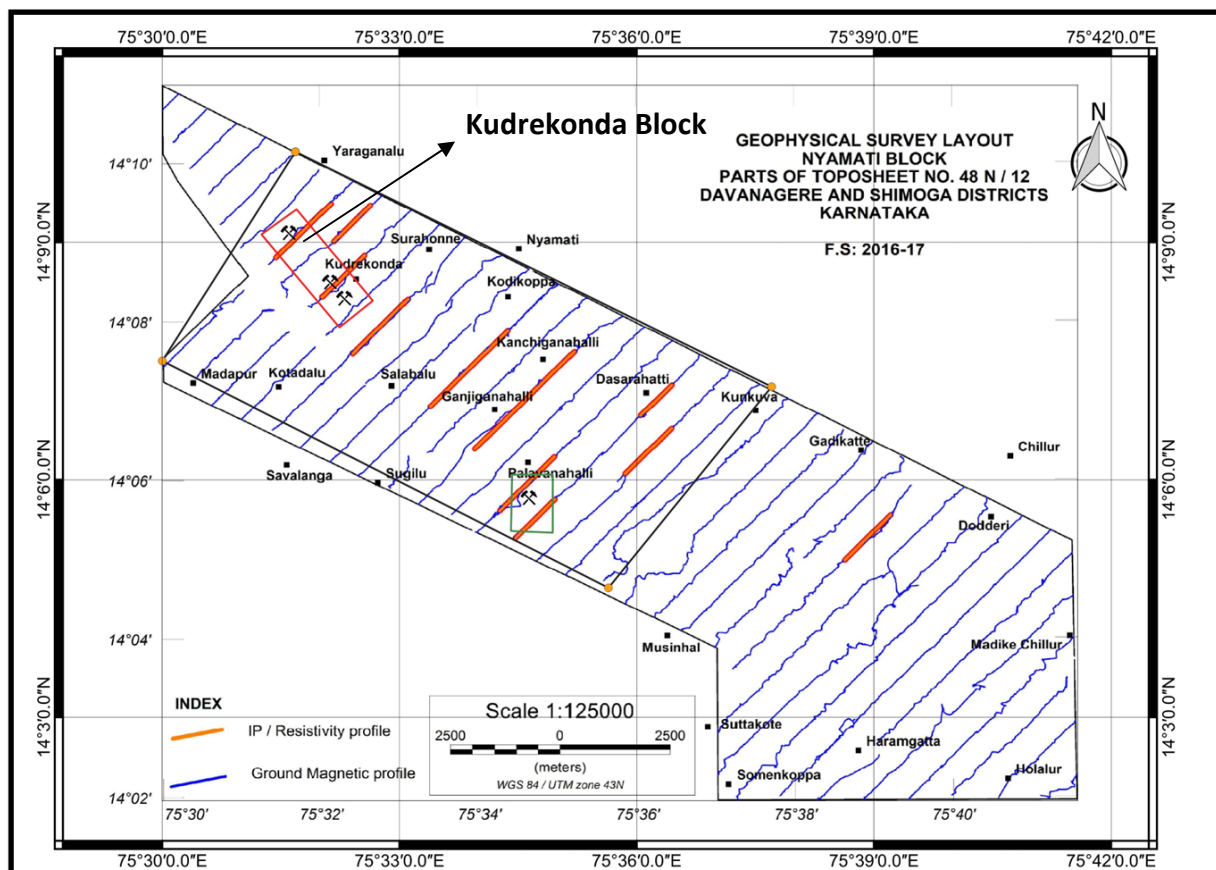 75°30'0.0"E
75°33'0.0"E
75°36'0.0"E
75°39'0.0"E
75°42'0.0"E
Kudrekonda Block
N
GEOPHYSICAL SURVEY LAYOUT
NYAMATI BLOCK
PARTS OF TOPOSHEET NO. 48 N / 12
DAVANAGERE AND SHIMOGA DISTRICTS
KARNATAKA
F.S: 2016-17
14°10'
Yaraganalu
14°9'0.0"N
14°9'0.0"N
Surahonne
Nyamati
Kudrekonda
Kodikoppa
14°08'
Kanchiganahalli
Madapur
Kotadalu
Salabalu
Dasarahatti
Ganjiganahalli
Kunkuva
Gadikatte
Chillur
Savalanga
Sugilu
Palavanahalli
14°6'0.0"N
14°06'
14°6'0.0"N
Dodderi
14°04'
Musinhal
Madike Chillur
INDEX
IP / Resistivity profile
Ground Magnetic profile
Scale 1:125000
2500
0
2500
(meters)
WGS 84 / UTM zone 43N
14°3'0.0"N
14°3'0.0"N
Suttakote
Haramgatta
Somenkoppa
Holalur
14°02'
75°30'
75°32'
75°34'
75°38'
75°40'
75°30'0.0"E
75°33'0.0"E
75°36'0.0"E
75°39'0.0"E
75°42'0.0"E